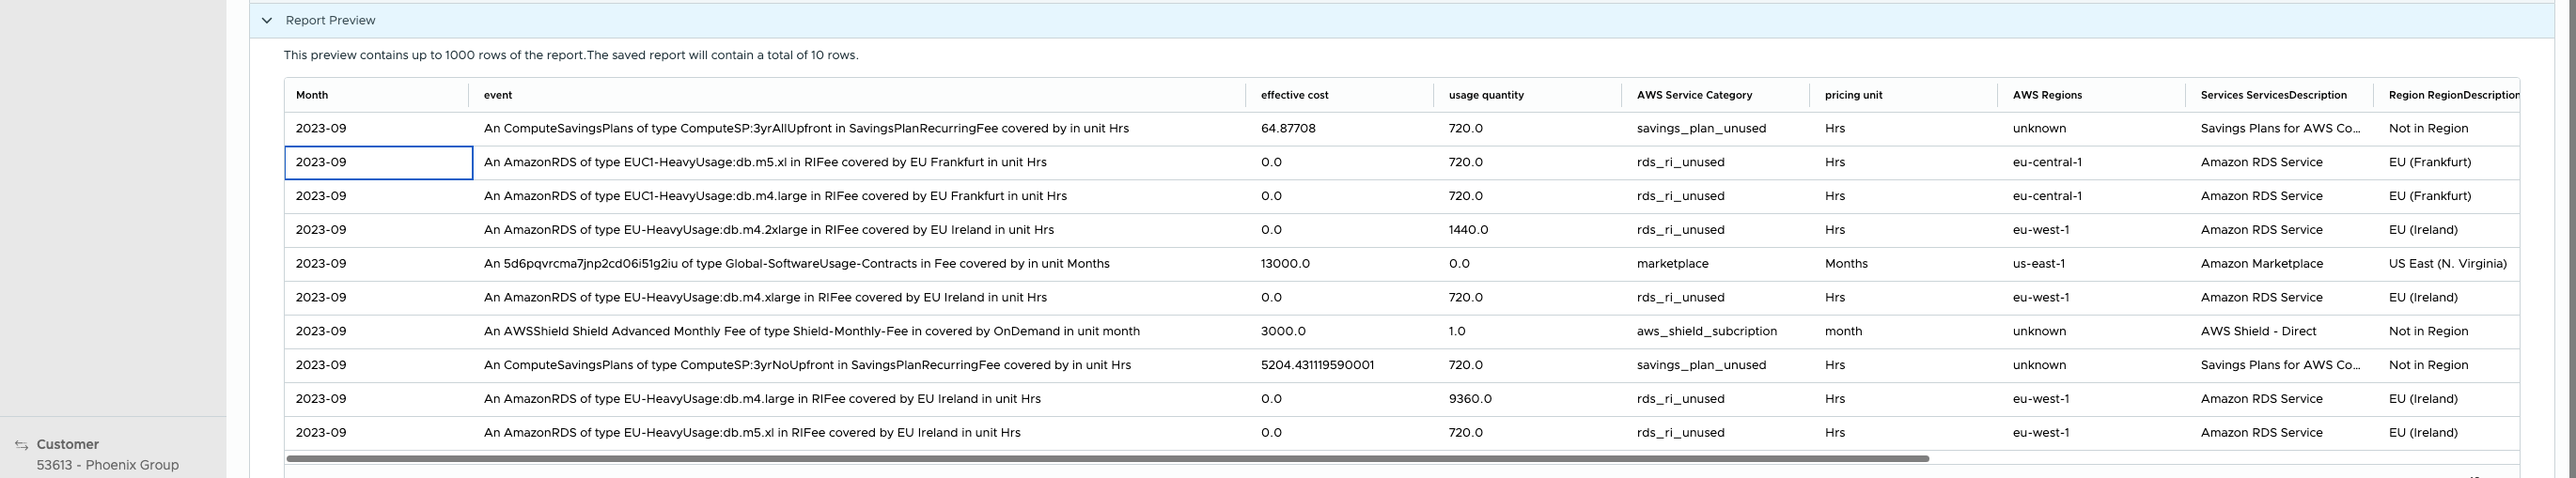 Report Preview
This preview contains up to 1000 rows of the report.The saved report will contain a total of 10 rows.
Month event effective cost usage quantity AWS Service Category pricing unit AWS Regions Services ServicesDescription Region RegionDescription
2023-09 An ComputeSavingsPlans of type ComputeSP:3yrAllUpfront in SavingsPlanRecurringFee covered by in unit Hrs 64.87708 720.0 savings_plan_unused Hrs unknown Savings Plans for AWS Co... Not in Region
2023-09 An AmazonRDS of type EUC1-HeavyUsage:db.m5.xl in RIFee covered by EU Frankfurt in unit Hrs 0.0 720.0 rds_ri_unused Hrs eu-central-1 Amazon RDS Service EU (Frankfurt)
2023-09 An AmazonRDS of type EUC1-HeavyUsage:db.m4.large in RIFee covered by EU Frankfurt in unit Hrs 0.0 720.0 rds_ri_unused Hrs eu-central-1 Amazon RDS Service EU (Frankfurt)
2023-09 An AmazonRDS of type EU-HeavyUsage:db.m4.2xlarge in RIFee covered by EU Ireland in unit Hrs 0.0 1440.0 rds_ri_unused Hrs eu-west-1 Amazon RDS Service EU (Ireland)
2023-09 An 5d6pqvrcma7jnp2cd06i51g2iu of type Global-SoftwareUsage-Contracts in Fee covered by in unit Months 13000.0 0.0 marketplace Months us-east-1 Amazon Marketplace US East (N. Virginia)
2023-09 An AmazonRDS of type EU-HeavyUsage:db.m4.xlarge in RIFee covered by EU Ireland in unit Hrs 0.0 720.0 rds_ri_unused Hrs eu-west-1 Amazon RDS Service EU (Ireland)
2023-09 An AWSShield Shield Advanced Monthly Fee of type Shield-Monthly-Fee in covered by OnDemand in unit month 3000.0 1.0 aws_shield_subcription month unknown AWS Shield - Direct Not in Region
2023-09 An ComputeSavingsPlans of type ComputeSP:3yrNoUpfront in SavingsPlanRecurringFee covered by in unit Hrs 5204.431119590001 720.0 savings_plan_unused Hrs unknown Savings Plans for AWS Co... Not in Region
2023-09 An AmazonRDS of type EU-HeavyUsage:db.m4.large in RIFee covered by EU Ireland in unit Hrs 0.0 9360.0 rds_ri_unused Hrs eu-west-1 Amazon RDS Service EU (Ireland)
2023-09 An AmazonRDS of type EU-HeavyUsage:db.m5.xl in RIFee covered by EU Ireland in unit Hrs 0.0 720.0 rds_ri_unused Hrs eu-west-1 Amazon RDS Service EU (Ireland)
Customer
53613 - Phoenix Group